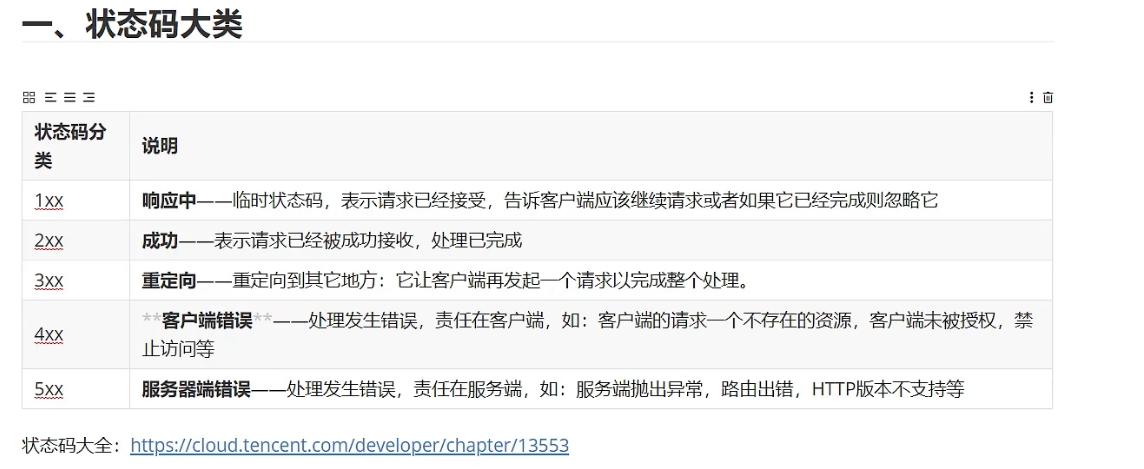 一、状态码大类
状态码分
类
说明
1xx
响应中——临时状态码，表示请求已经接受，告诉客户端应该继续请求或者如果它已经完成则忽略它
2xx
成功——表示请求已经被成功接收，处理已完成
3xx
重定向——重定向到其它地方：它让客户端再发起一个请求以完成整个处理。
4xx
**客户端错误**——处理发生错误，责任在客户端，如：客户端的请求一个不存在的资源，客户端未被授权，禁
止访问等
5xx
服务器端错误——处理发生错误，责任在服务端，如：服务端抛出异常，路由出错，HTTP版本不支持等
状态码大全：https://cloud.tencent.com/developer/chapter/13553